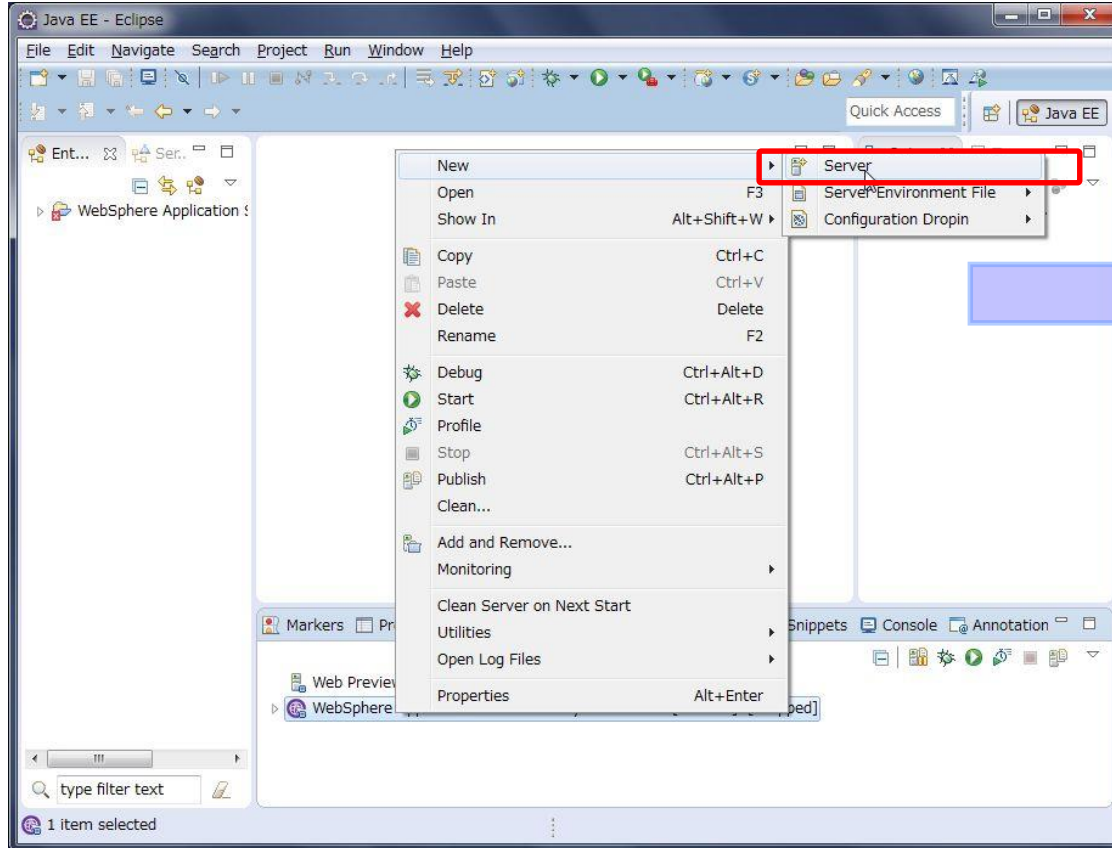 Java EE - Eclipse
File Edit Navigate Search Project Run Window Help
Quick Access
Java EE
Ent...
Ser..
WebSphere Application
New
Open F3
Show In Alt+Shift+W
Copy Ctrl+C
Paste Ctrl+V
Delete Delete
Rename F2
Debug Ctrl+Alt+D
Start Ctrl+Alt+R
Profile
Stop Ctrl+Alt+S
Publish Ctrl+Alt+P
Clean...
Add and Remove...
Monitoring
Clean Server on Next Start
Utilities
Open Log Files
Properties Alt+Enter
Server
Server Environment File
Configuration Dropin
Markers Pr
Snippets Console Annotation
Web Preview
WebSphere
ped]
type filter text
1 item selected